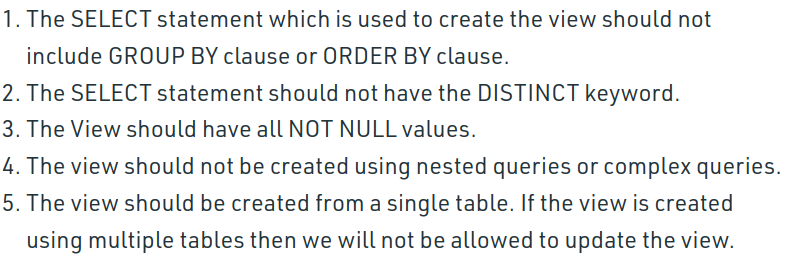 1. The SELECT statement which is used to create the view should not
include GROUP BY clause or ORDER BY clause.
2. The SELECT statement should not have the DISTINCT keyword.
3. The View should have all NOT NULL values.
4. The view should not be created using nested queries or complex queries.
5. The view should be created from a single table. If the view is created
using multiple tables then we will not be allowed to update the view.